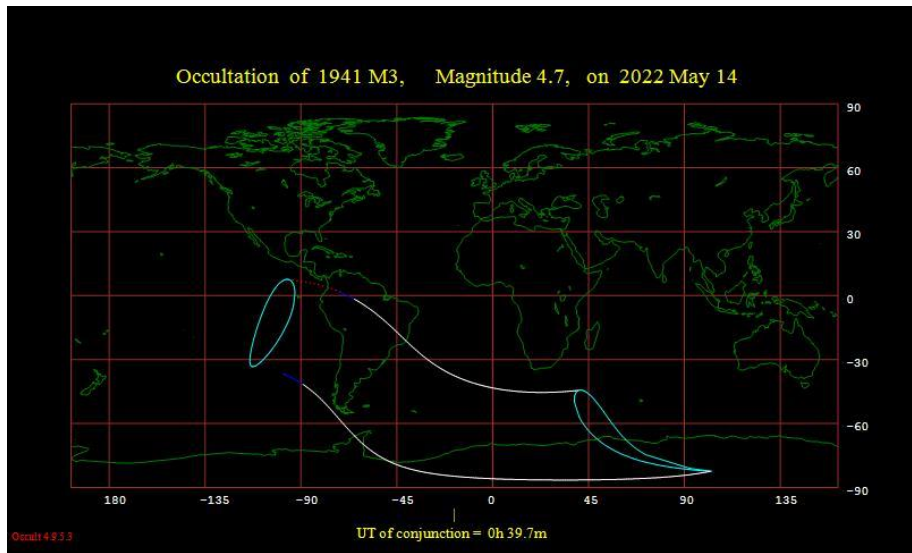 Occultation of 1941 M3, Magnitude 4.7, on 2022 May 14
90
60
30
0
-30
-60
-90
180 -135 -90 -45 0 45 90 135
UT of conjunction = 0h 39.7m
Occult 4.9.5.3